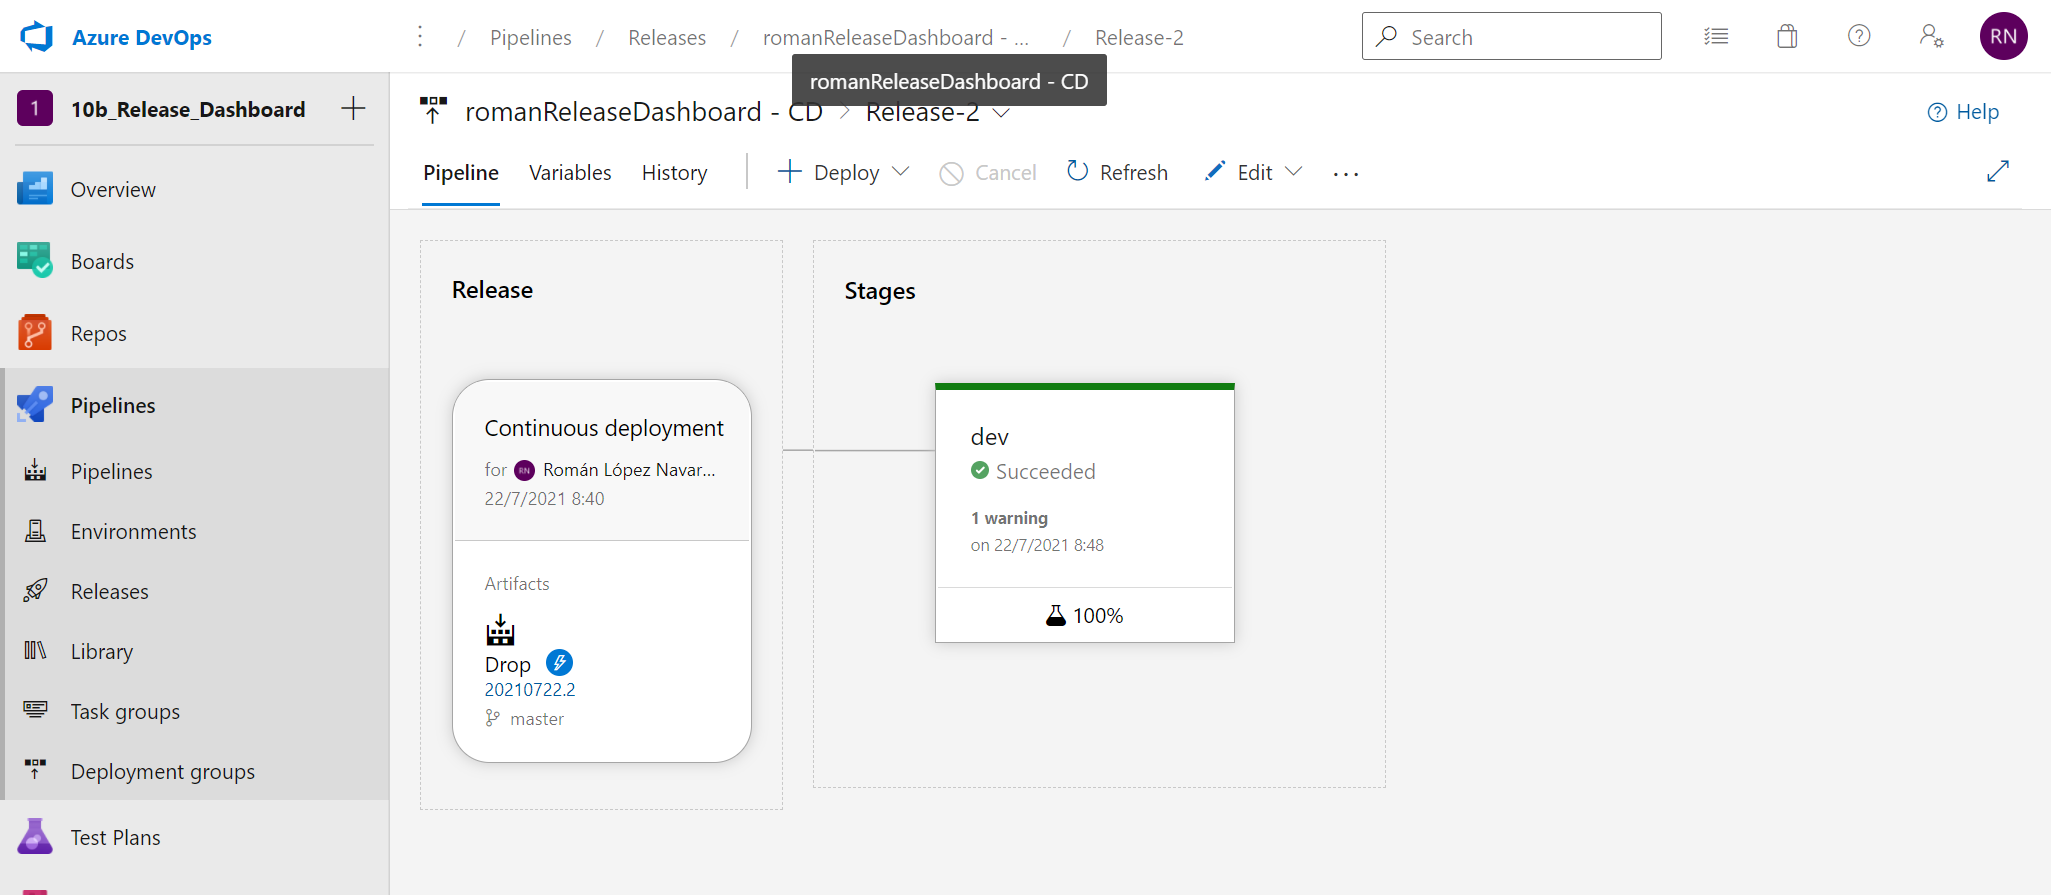 Azure DevOps
/ Pipelines / Releases / romanReleaseDashboard - ... / Release-2
Search
RN
romanReleaseDashboard - CD
1
10b_Release_Dashboard
romanReleaseDashboard - CD > Release-2
Help
Pipeline
Variables
History
Deploy
Cancel
Refresh
Edit
...
Overview
Boards
Repos
Pipelines
Pipelines
Environments
Releases
Library
Task groups
Deployment groups
Test Plans
Release
Continuous deployment
for RN Román López Navar...
22/7/2021 8:40
Artifacts
Drop
20210722.2
master
Stages
dev
Succeeded
1 warning
on 22/7/2021 8:48
100%